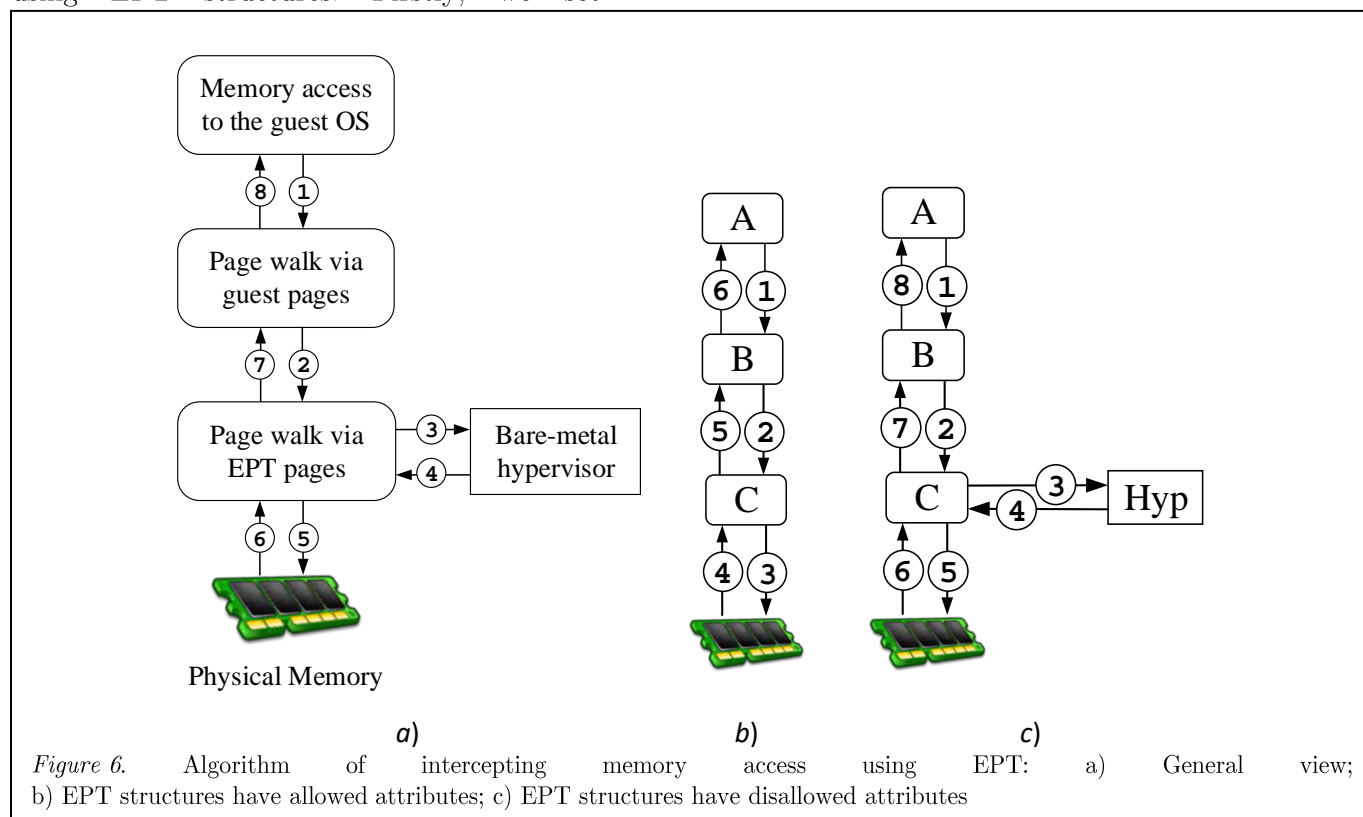 Memory access
to the guest OS
8 1
Page walk via
guest pages
7 2
Page walk via
EPT pages
3
4
Bare-metal
hypervisor
6 5
Physical Memory
a)
A
6 1
B
5 2
C
4 3
b)
A
8 1
B
7 2
C
3
4
Hyp
6 5
c)
Figure 6. Algorithm of intercepting memory access using EPT: a) General view;
b) EPT structures have allowed attributes; c) EPT structures have disallowed attributes